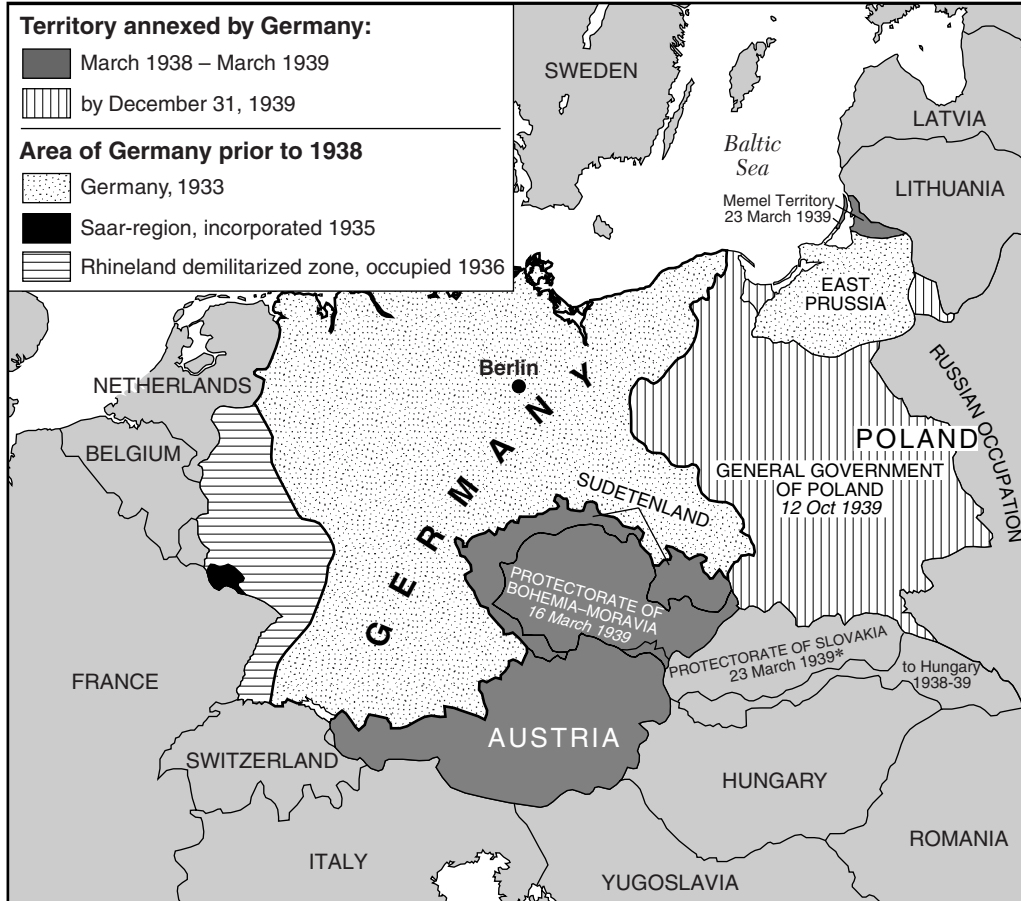 Territory annexed by Germany:
March 1938 – March 1939
by December 31, 1939
Area of Germany prior to 1938
Germany, 1933
Saar-region, incorporated 1935
Rhineland demilitarized zone, occupied 1936
SWEDEN
LATVIA
Baltic
Sea
LITHUANIA
Memel Territory
23 March 1939
EAST
PRUSSIA
RUSSIAN OCCUPATION
Berlin
NETHERLANDS
GERMANY
BELGIUM
POLAND
GENERAL GOVERNMENT
OF POLAND
12 Oct 1939
SUDETENLAND
PROTECTORATE OF
BOHEMIA–MORAVIA
16 March 1939
PROTECTORATE OF SLOVAKIA
23 March 1939*
to Hungary
1938-39
FRANCE
AUSTRIA
SWITZERLAND
HUNGARY
ROMANIA
ITALY
YUGOSLAVIA